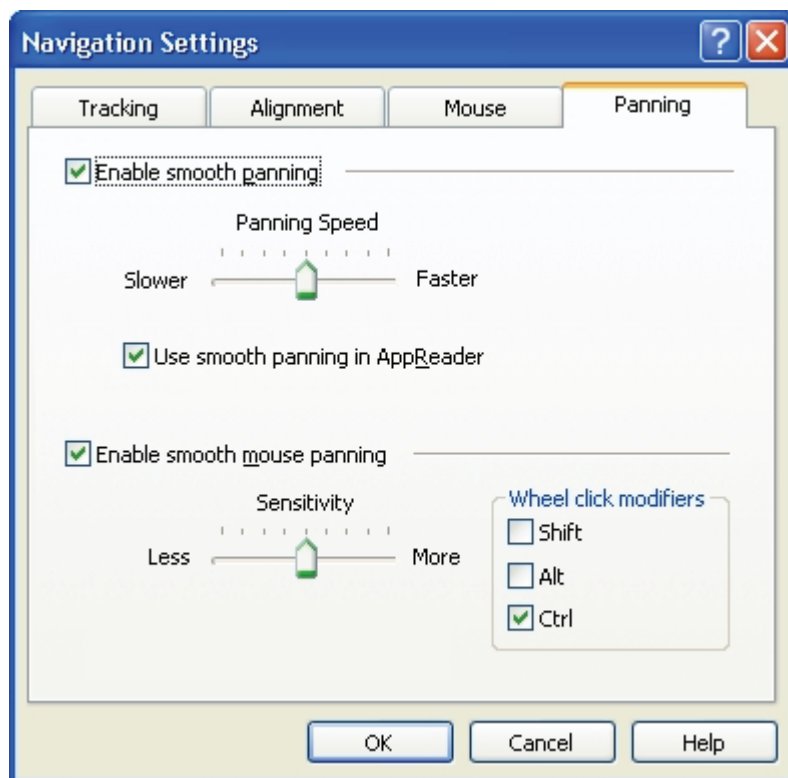 Navigation Settings
?
Tracking Alignment Mouse Panning
Enable smooth panning
Panning Speed
Slower Faster
Use smooth panning in AppReader
Enable smooth mouse panning
Sensitivity
Less More
Wheel click modifiers
Shift
Alt
Ctrl
OK Cancel Help